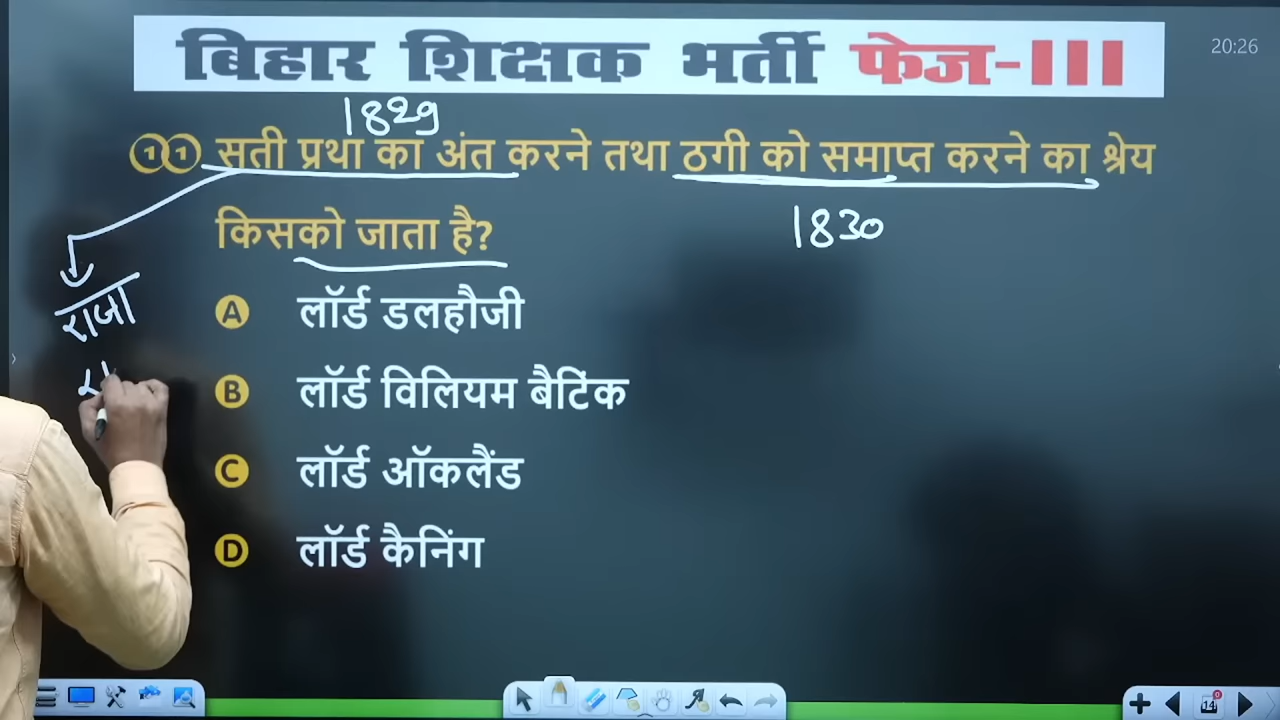 बिहार शिक्षक भर्ती फेज-III
20:26
1829
11 सती प्रथा का अंत करने तथा ठगी को समाप्त करने का श्रेय
किसको जाता है?
1830
राजा
A लॉर्ड डलहौजी
B लॉर्ड विलियम बैटिंक
C लॉर्ड ऑकलैंड
D लॉर्ड कैनिंग
14